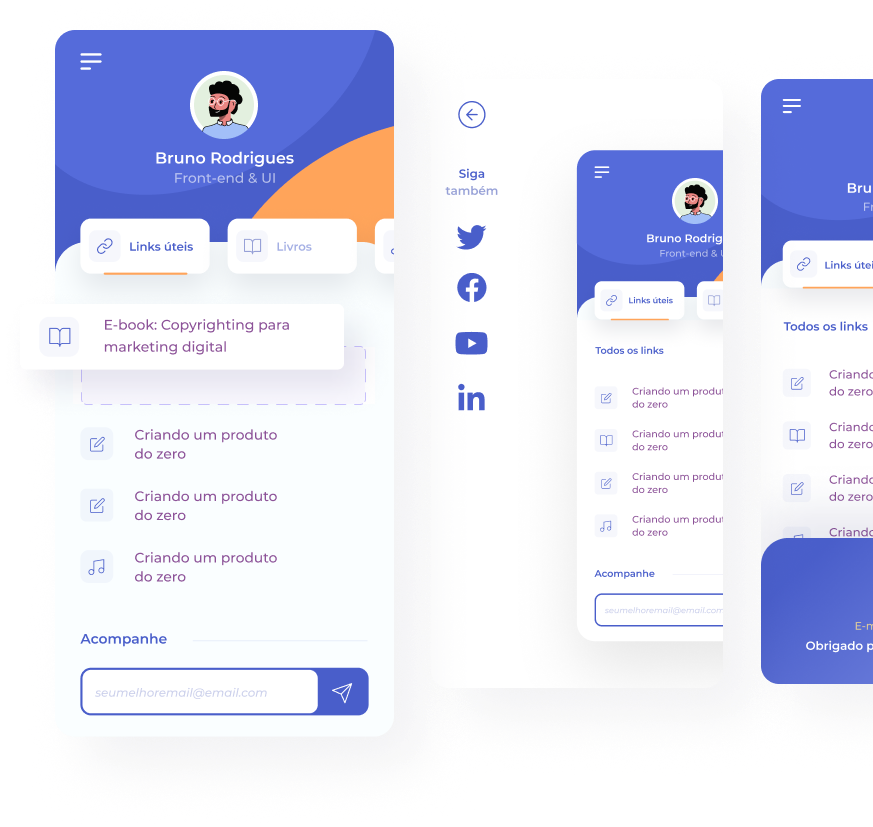 Bruno Rodrigues
Front-end & UI
Links úteis
Livros
E-book: Copyrighting para
marketing digital
Criando um produto
do zero
Criando um produto
do zero
Criando um produto
do zero
Acompanhe
seumelhoremail@email.com
Siga
também
Bruno Rodrig
Front-end & U
Links úteis
Todos os links
Criando um produt
do zero
Criando um produt
do zero
Criando um produt
do zero
Criando um produt
do zero
Acompanhe
seumelhoremail@email.com
Bru
Fr
Links útei
Todos os links
Criando
do zero
Criando
do zero
Criando
do zero
Criando
E-m
Obrigado p